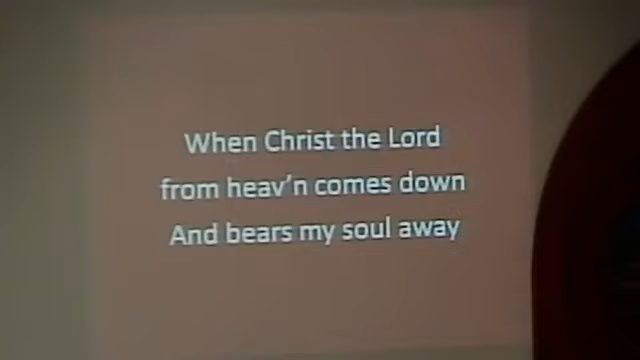 When Christ the Lord
from heav'n comes down
And bears my soul away